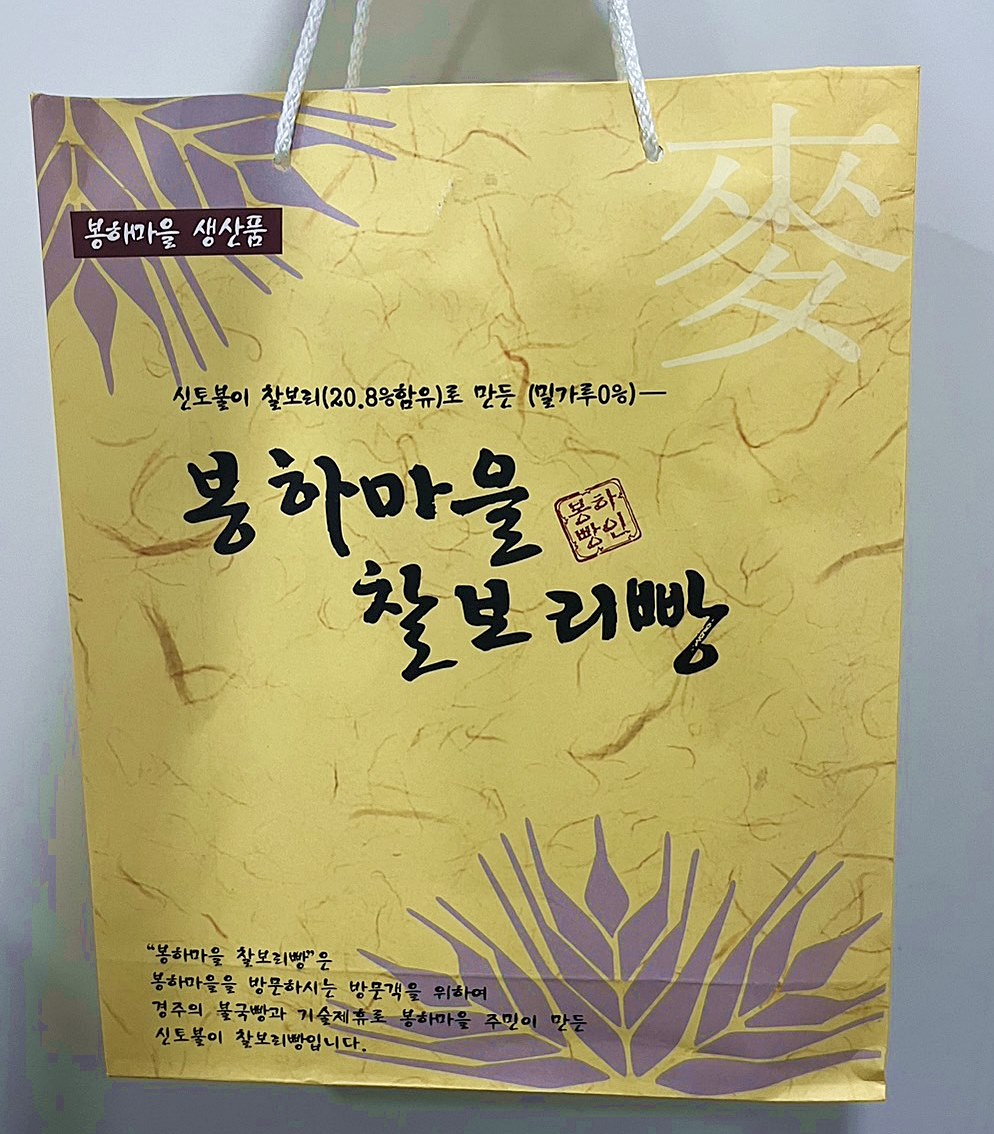 麥
봉하마을 생산품
신토불이 찰보리(20.8%함유)로 만든 (밀가루0%)—
봉하마을
봉하
빵인
찰보리빵
“봉하마을 찰보리빵”은
봉하마을을 방문하시는 방문객을 위하여
경주의 불국빵과 기술제휴로 봉하마을 주민이 만든
신토불이 찰보리빵입니다.